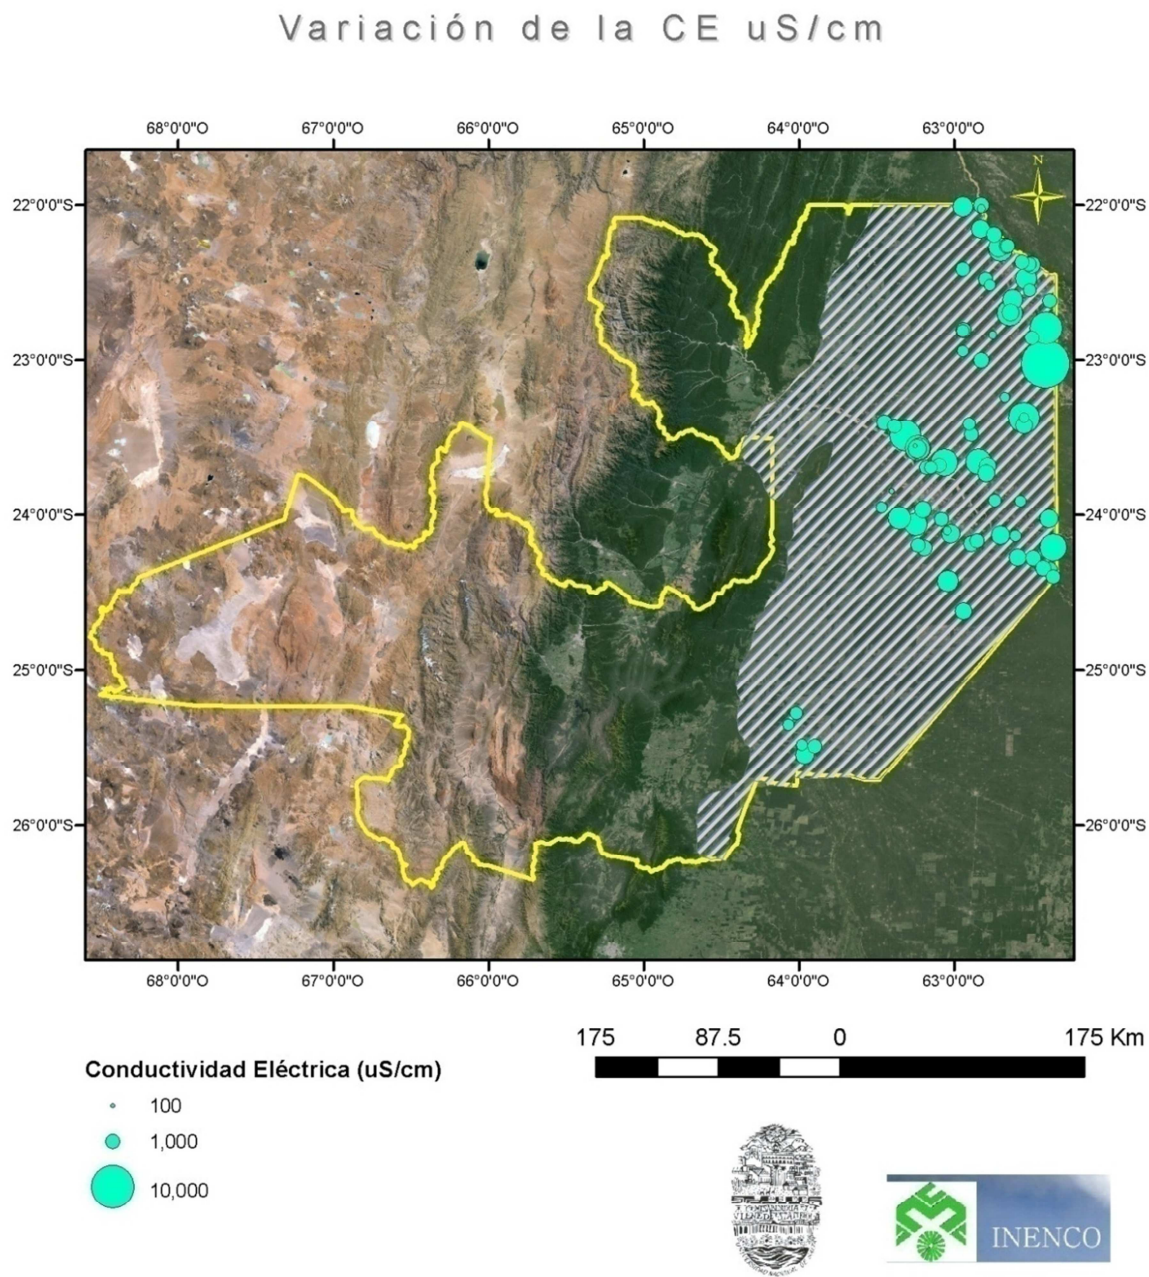 Variación de la CE uS/cm
68°0'0"O 67°0'0"O 66°0'0"O 65°0'0"O 64°0'0"O 63°0'0"O
N
22°0'0"S 22°0'0"S
23°0'0"S 23°0'0"S
24°0'0"S 24°0'0"S
25°0'0"S 25°0'0"S
26°0'0"S 26°0'0"S
68°0'0"O 67°0'0"O 66°0'0"O 65°0'0"O 64°0'0"O 63°0'0"O
175 87.5 0 175 Km
Conductividad Eléctrica (uS/cm)
100
1,000
10,000
INENCO